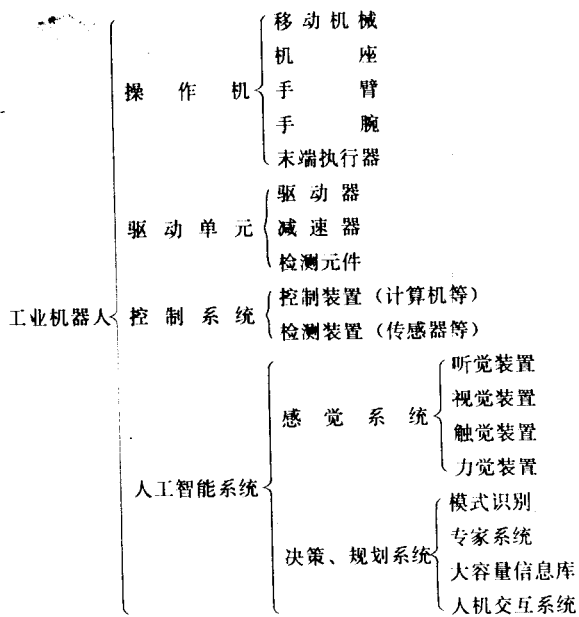 移动机械
机座
操作机
手臂
手腕
末端执行器
驱动器
驱动单元
减速器
检测元件
控制装置（计算机等）
工业机器人
控制系统
检测装置（传感器等）
听觉装置
视觉装置
感觉系统
触觉装置
力觉装置
人工智能系统
模式识别
专家系统
决策、规划系统
大容量信息库
人机交互系统